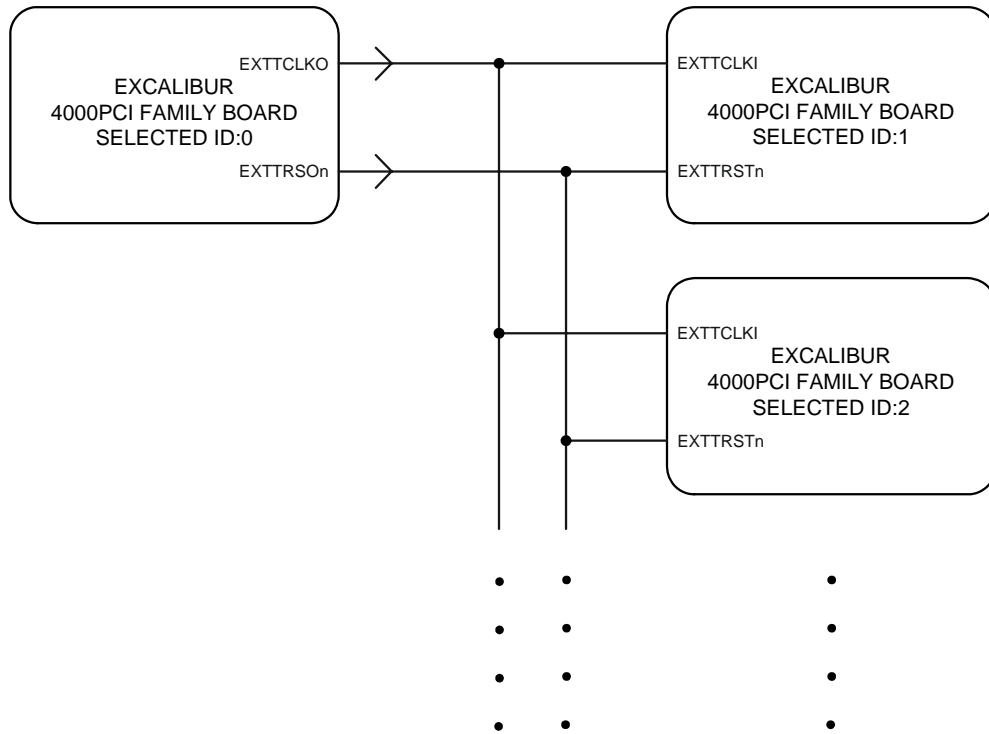 EXTTCLKO
EXCALIBUR
4000PCI FAMILY BOARD
SELECTED ID:0
EXTTRSOn
EXTTCLKI
EXCALIBUR
4000PCI FAMILY BOARD
SELECTED ID:1
EXTTRSTn
EXTTCLKI
EXCALIBUR
4000PCI FAMILY BOARD
SELECTED ID:2
EXTTRSTn